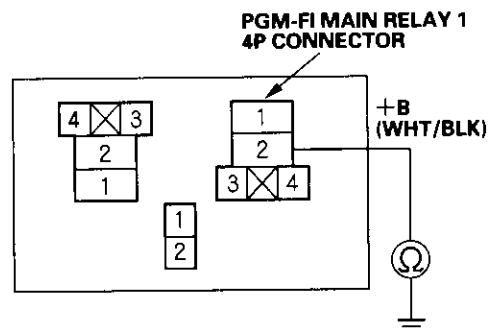 PGM-FI MAIN RELAY 1
4P CONNECTOR
+B
(WHT/BLK)
4 3
2
1
1
2
3 4
1
2
Ω